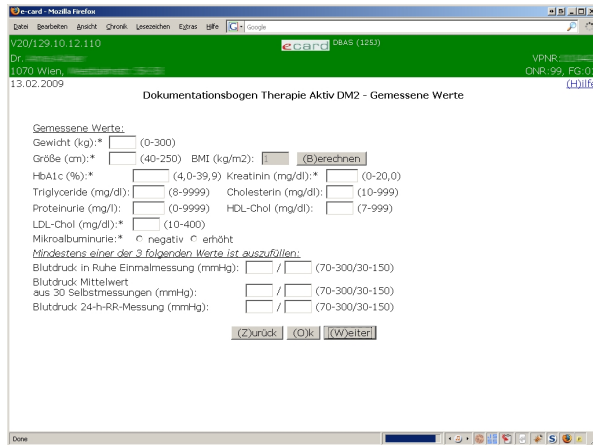 e-card - Mozilla Firefox
Datei Bearbeiten Ansicht Chronik Lesezeichen Extras Hilfe G Google
V20/129.10.12.110 ecard DBAS (125J)
Dr. VPNR:
1070 Wien, ONR:99, FG:0
13.02.2009 (H)ilfe
Dokumentationsbogen Therapie Aktiv DM2 - Gemessene Werte
Gemessene Werte:
Gewicht (kg):* (0-300)
Größe (cm):* (40-250) BMI (kg/m2): 1 (B)erechnen
HbA1c (%):* (4,0-39,9) Kreatinin (mg/dl):* (0-20,0)
Triglyceride (mg/dl): (8-9999) Cholesterin (mg/dl): (10-999)
Proteinurie (mg/l): (0-9999) HDL-Chol (mg/dl): (7-999)
LDL-Chol (mg/dl):* (10-400)
Mikroalbuminurie:* negativ erhöht
Mindestens einer der 3 folgenden Werte ist auszufüllen:
Blutdruck in Ruhe Einmalmessung (mmHg): / (70-300/30-150)
Blutdruck Mittelwert
aus 30 Selbstmessungen (mmHg): / (70-300/30-150)
Blutdruck 24-h-RR-Messung (mmHg): / (70-300/30-150)
(Z)urück (O)k (W)eiter
Done